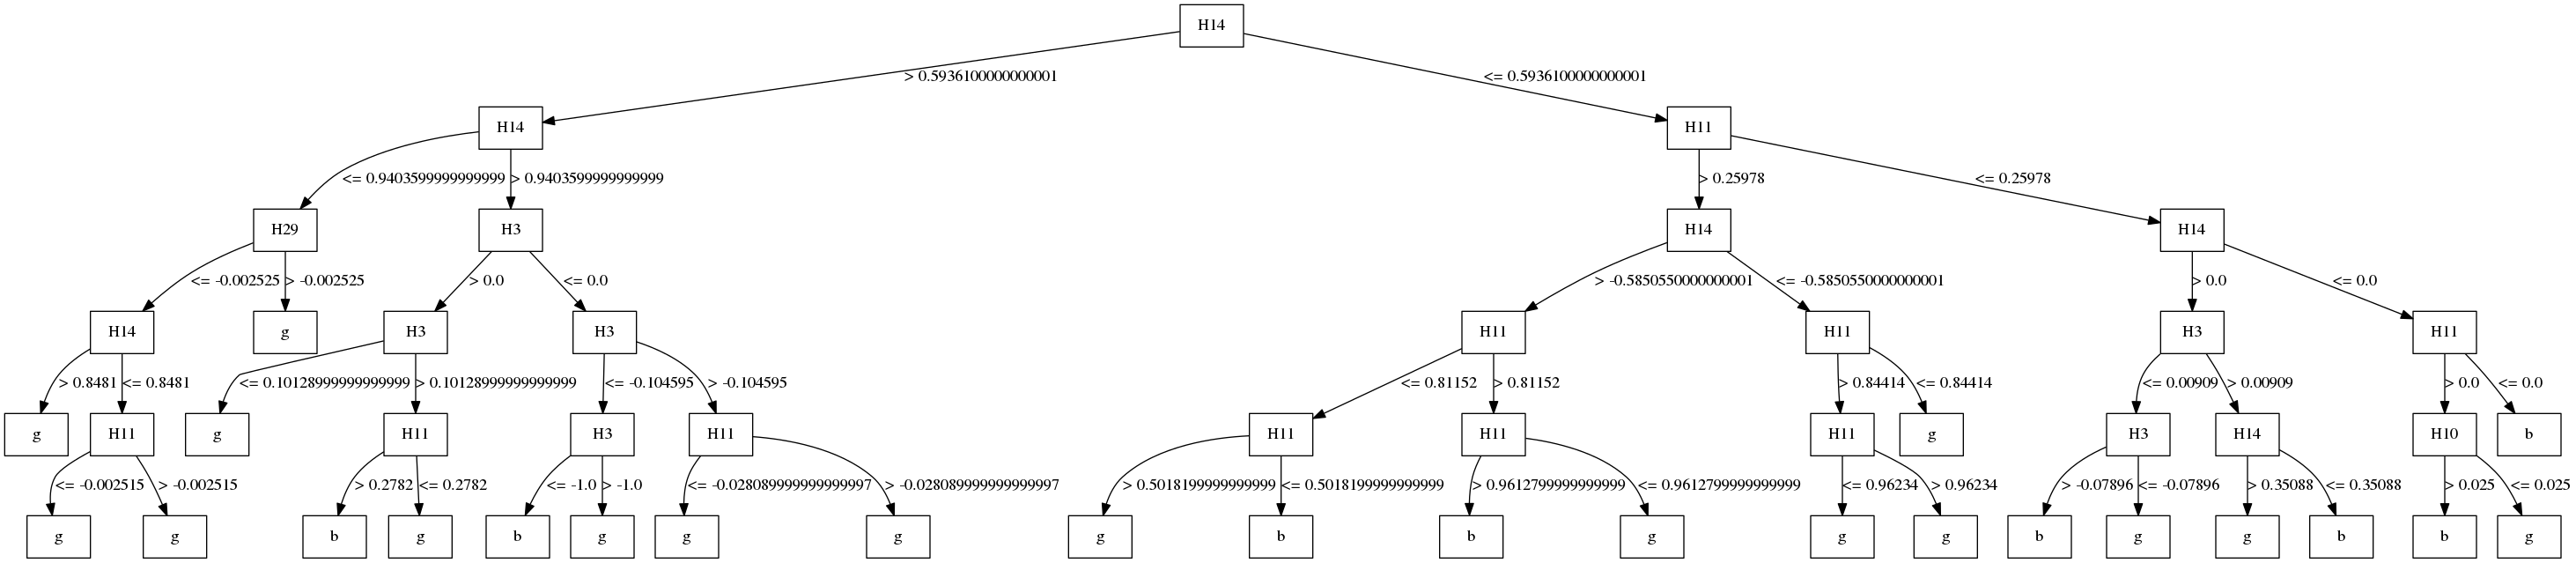 H14
> 0.5936100000000001
<= 0.5936100000000001
H14
H11
<= 0.9403599999999999
> 0.9403599999999999
> 0.25978
<= 0.25978
H29
H3
H14
H14
<= -0.002525
> -0.002525
> 0.0
<= 0.0
> -0.5850550000000001
<= -0.5850550000000001
> 0.0
<= 0.0
H14
g
H3
H3
H11
H11
H3
H11
> 0.8481
<= 0.8481
<= 0.10128999999999999
> 0.10128999999999999
<= -0.104595
> -0.104595
<= 0.81152
> 0.81152
> 0.84414
<= 0.84414
<= 0.00909
> 0.00909
> 0.0
<= 0.0
g
H11
g
H11
H3
H11
H11
H11
H11
g
H3
H14
H10
b
<= -0.002515
> -0.002515
> 0.2782
<= 0.2782
<= -1.0
> -1.0
<= -0.028089999999999997
> -0.028089999999999997
> 0.5018199999999999
<= 0.5018199999999999
> 0.9612799999999999
<= 0.9612799999999999
<= 0.96234
> 0.96234
> -0.07896
<= -0.07896
> 0.35088
<= 0.35088
> 0.025
<= 0.025
g
g
b
g
b
g
g
g
g
b
b
g
g
g
b
g
g
b
b
g